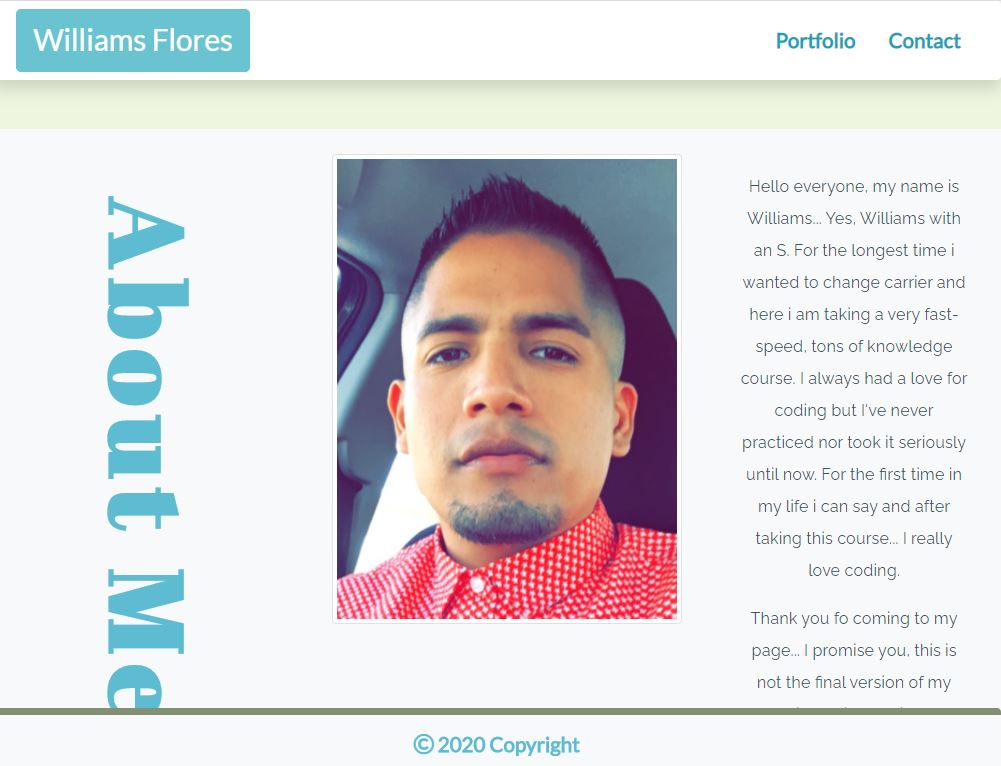 Williams Flores
Portfolio Contact
About Me
Hello everyone, my name is
Williams... Yes, Williams with
an S. For the longest time i
wanted to change carrier and
here i am taking a very fast-
speed, tons of knowledge
course. I always had a love for
coding but I've never
practiced nor took it seriously
until now. For the first time in
my life i can say and after
taking this course... I really
love coding.
Thank you fo coming to my
page... I promise you, this is
not the final version of my
© 2020 Copyright